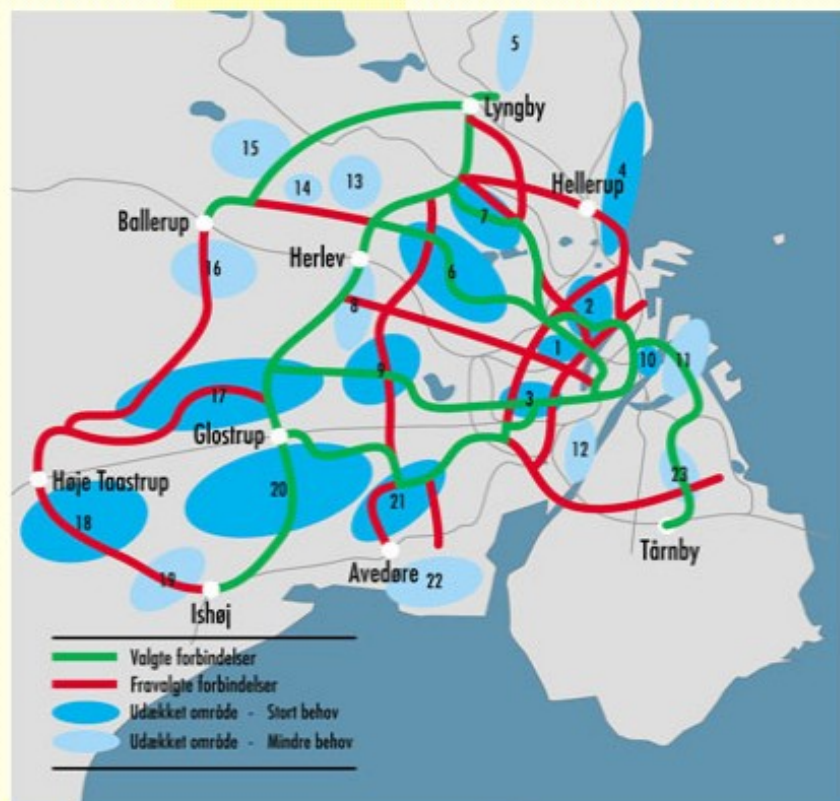 5
Lyngby
15
4
14
13
Hellerup
Ballerup
7
Herlev
6
16
8
2
1
10
11
9
17
3
Glostrup
12
Høje Taastrup
20
23
21
18
Tårnby
Avedøre
19
22
Ishøj
Valgte forbindelser
Fravalgte forbindelser
Udækket område - Stort behov
Udækket område - Mindre behov